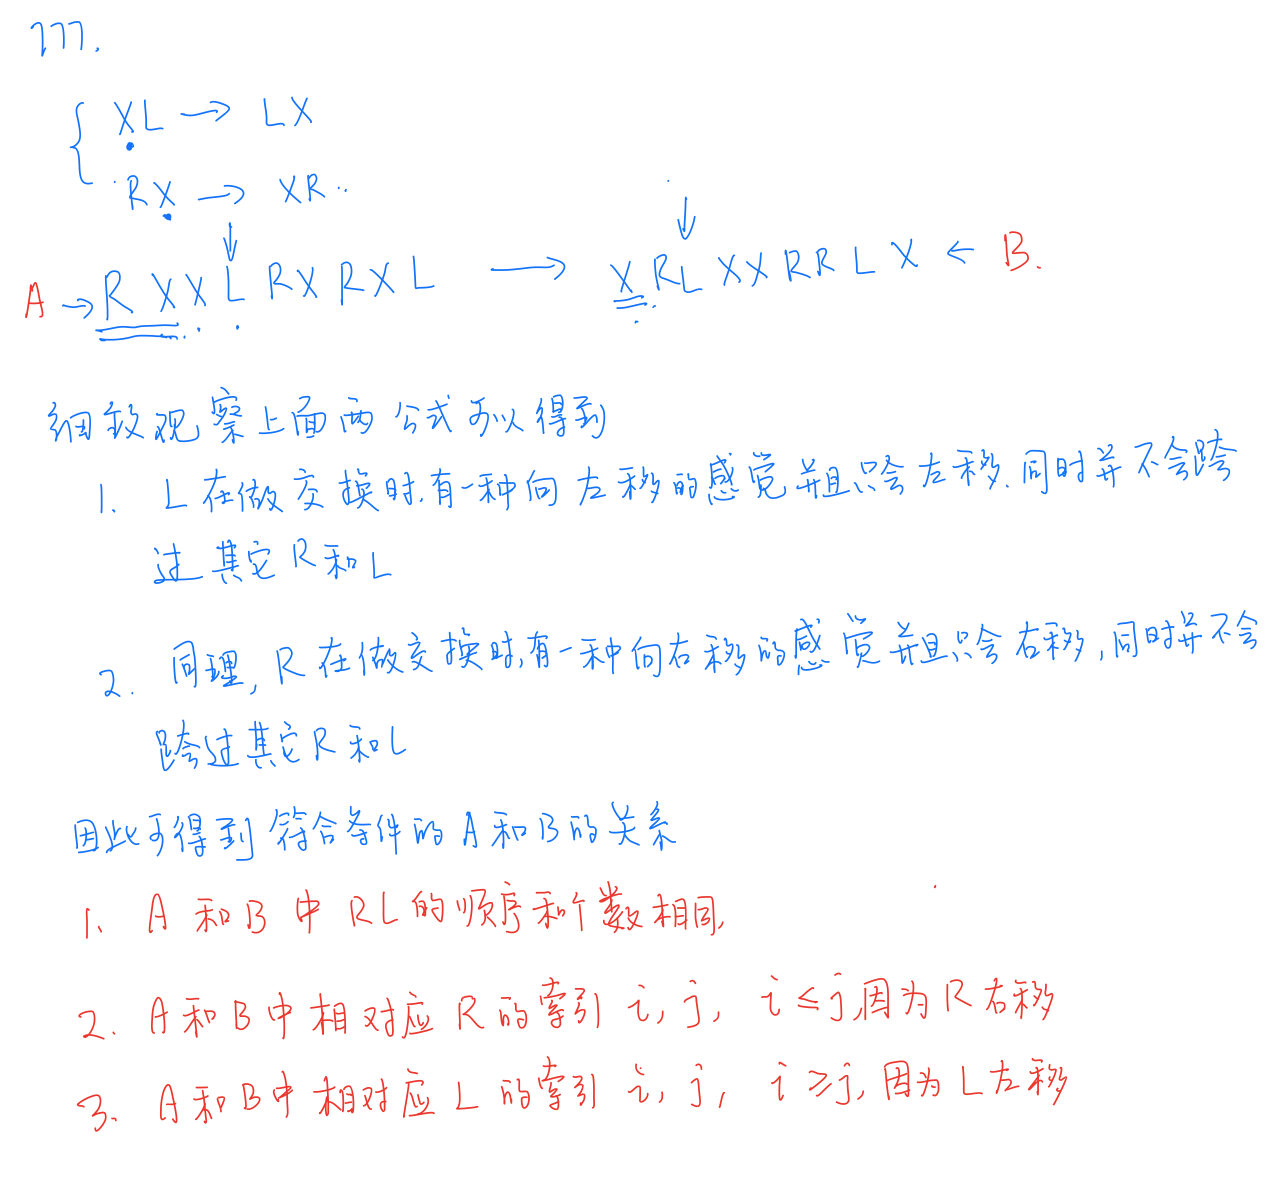 777.
XL → LX
RX → XR
A → R X X L R X R X L → X R L X X R R L X ← B.
细致观察上面两公式可以得到
1. L在做交换时,有一种向左移的感觉并且只会左移.同时并不会跨
过其它R和L
2. 同理, R在做交换时,有一种向右移的感觉并且只会右移,同时并不会
跨过其它R和L
因此可得到符合条件的A和B的关系
1. A和B中RL的顺序和个数相同,
2. A和B中相对应R的索引i, j, i≤j,因为R右移
3. A和B中相对应L的索引i, j, i≥j,因为L左移